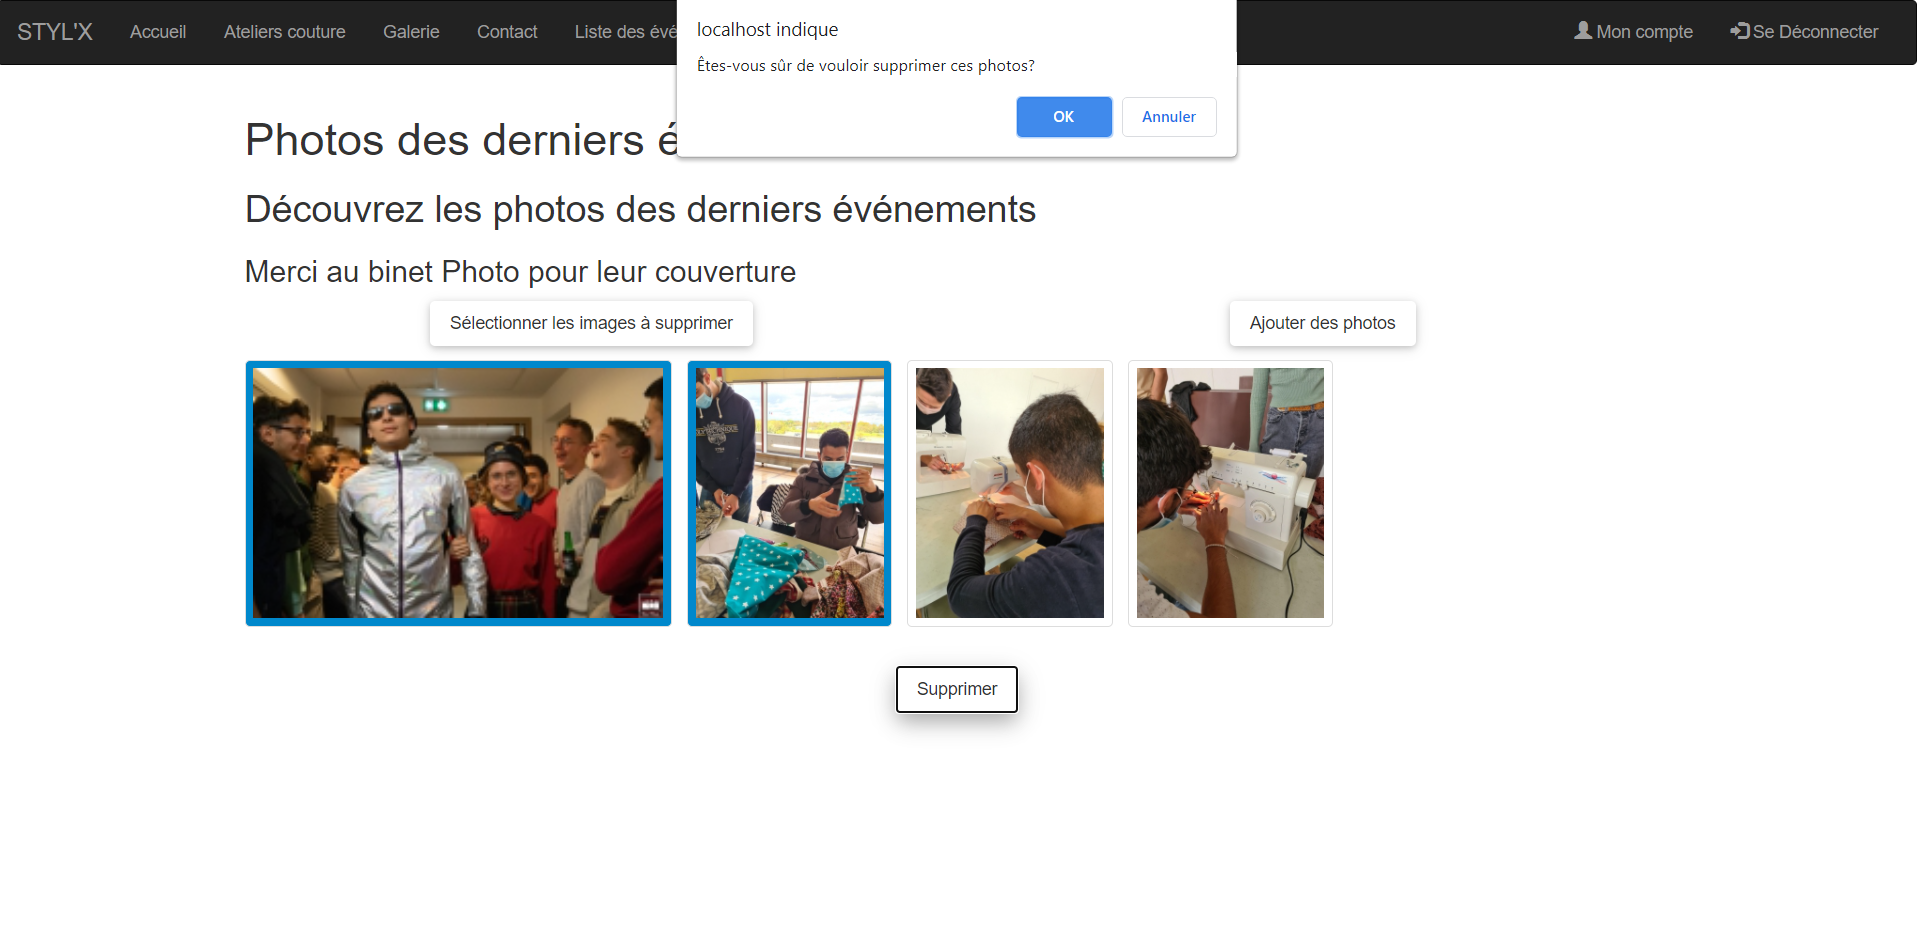 STYL'X Accueil Ateliers couture Galerie Contact Liste des évé Mon compte Se Déconnecter
localhost indique
Êtes-vous sûr de vouloir supprimer ces photos?
OK Annuler
Photos des derniers é
Découvrez les photos des derniers événements
Merci au binet Photo pour leur couverture
Sélectionner les images à supprimer Ajouter des photos
Supprimer